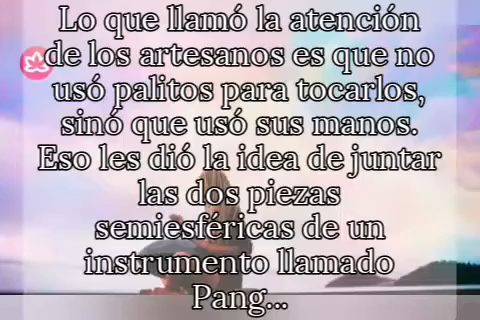 Lo que llamó la atención
de los artesanos es que no
usó palitos para tocarlos,
sinó que usó sus manos.
Eso les dió la idea de juntar
las dos piezas
semiesféricas de un
instrumento llamado
Pang...